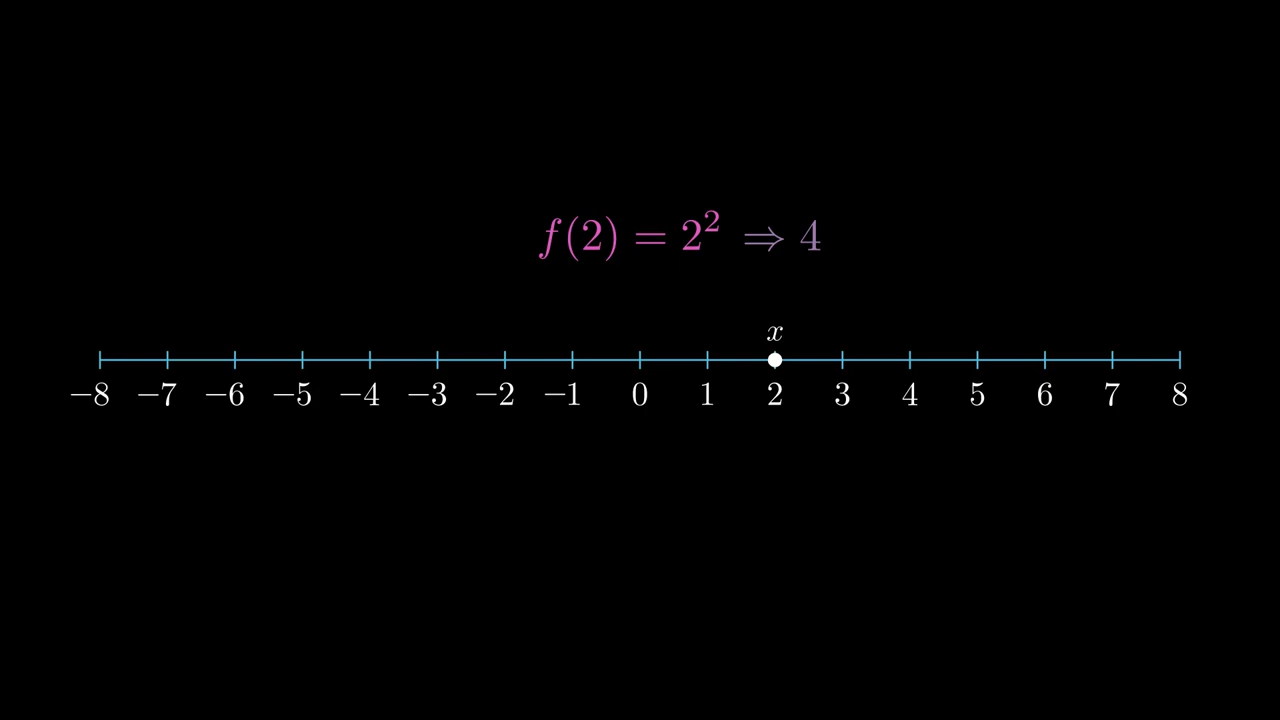 f(2) = 2² ⇒ 4
x
−8 −7 −6 −5 −4 −3 −2 −1 0 1 2 3 4 5 6 7 8